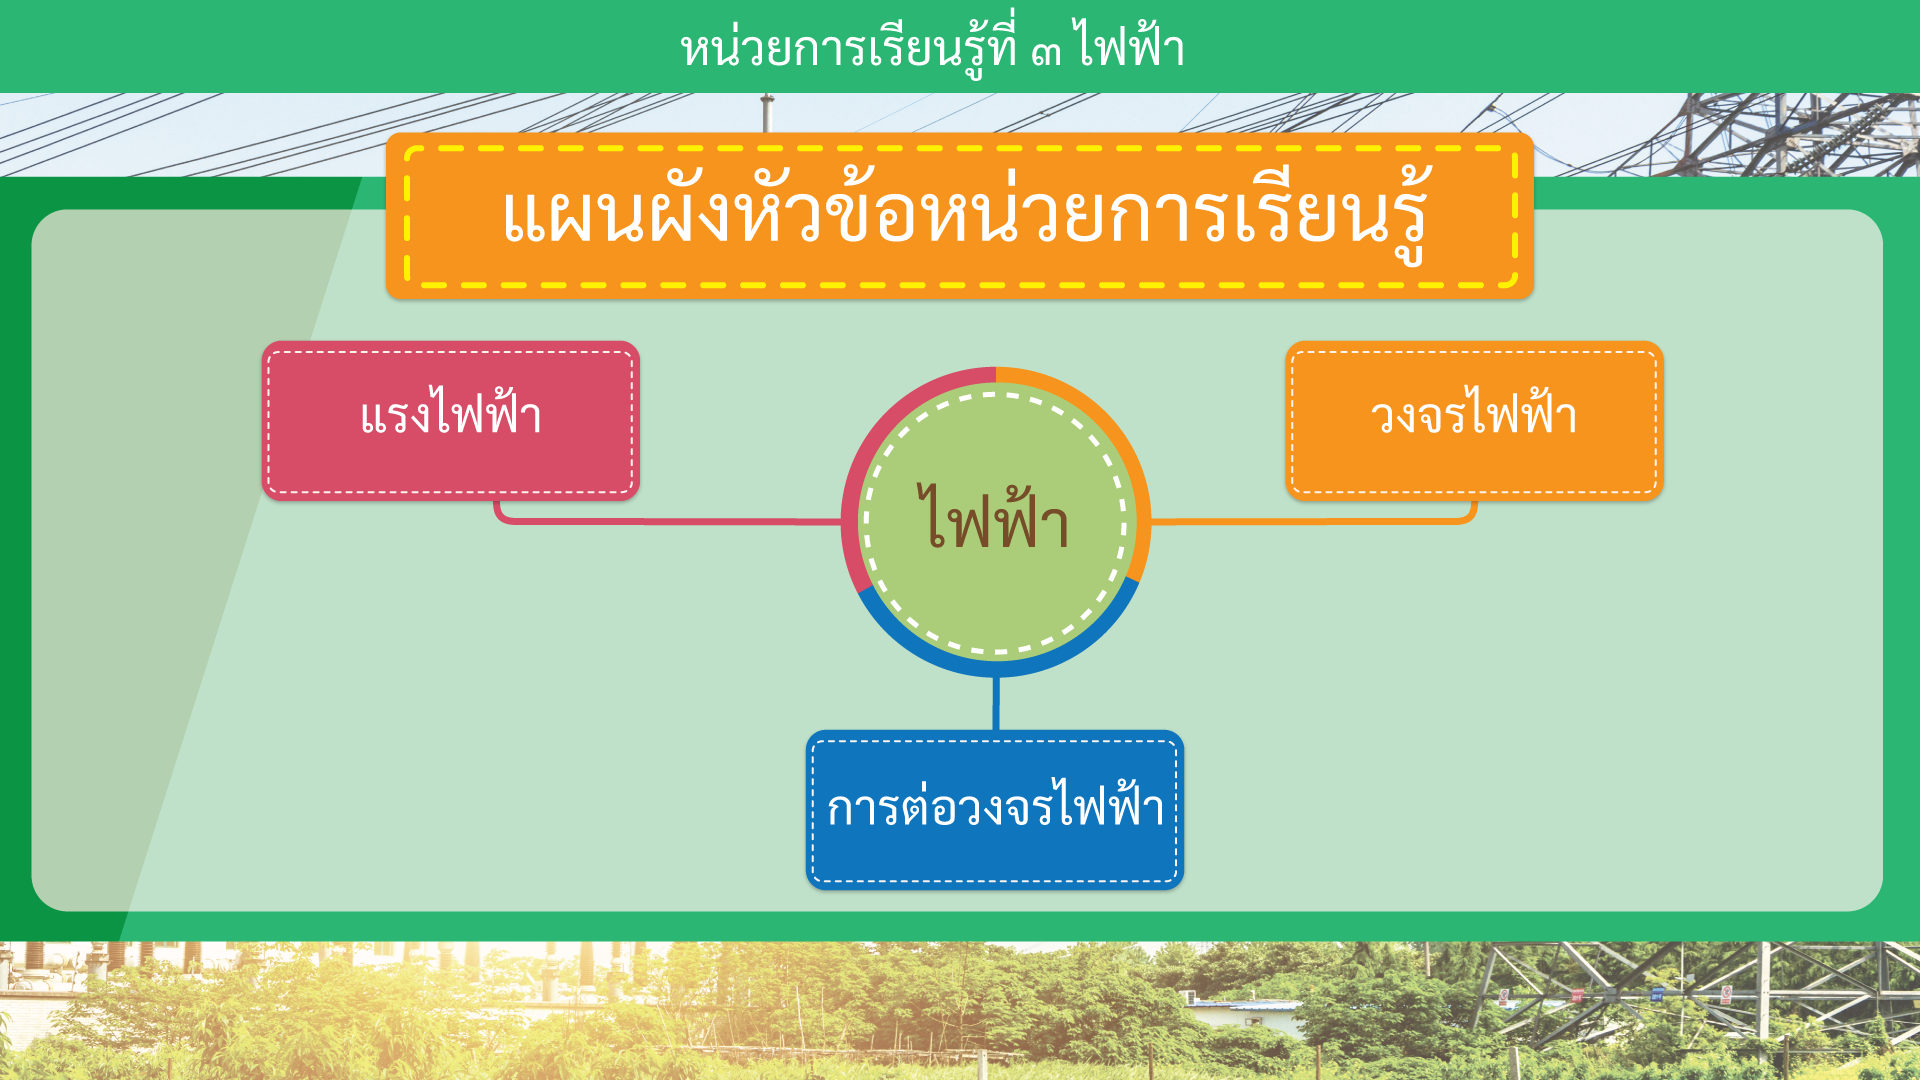 หน่วยการเรียนรู้ที่ ๓ ไฟฟ้า
แผนผังหัวข้อหน่วยการเรียนรู้
แรงไฟฟ้า
วงจรไฟฟ้า
ไฟฟ้า
การต่อวงจรไฟฟ้า